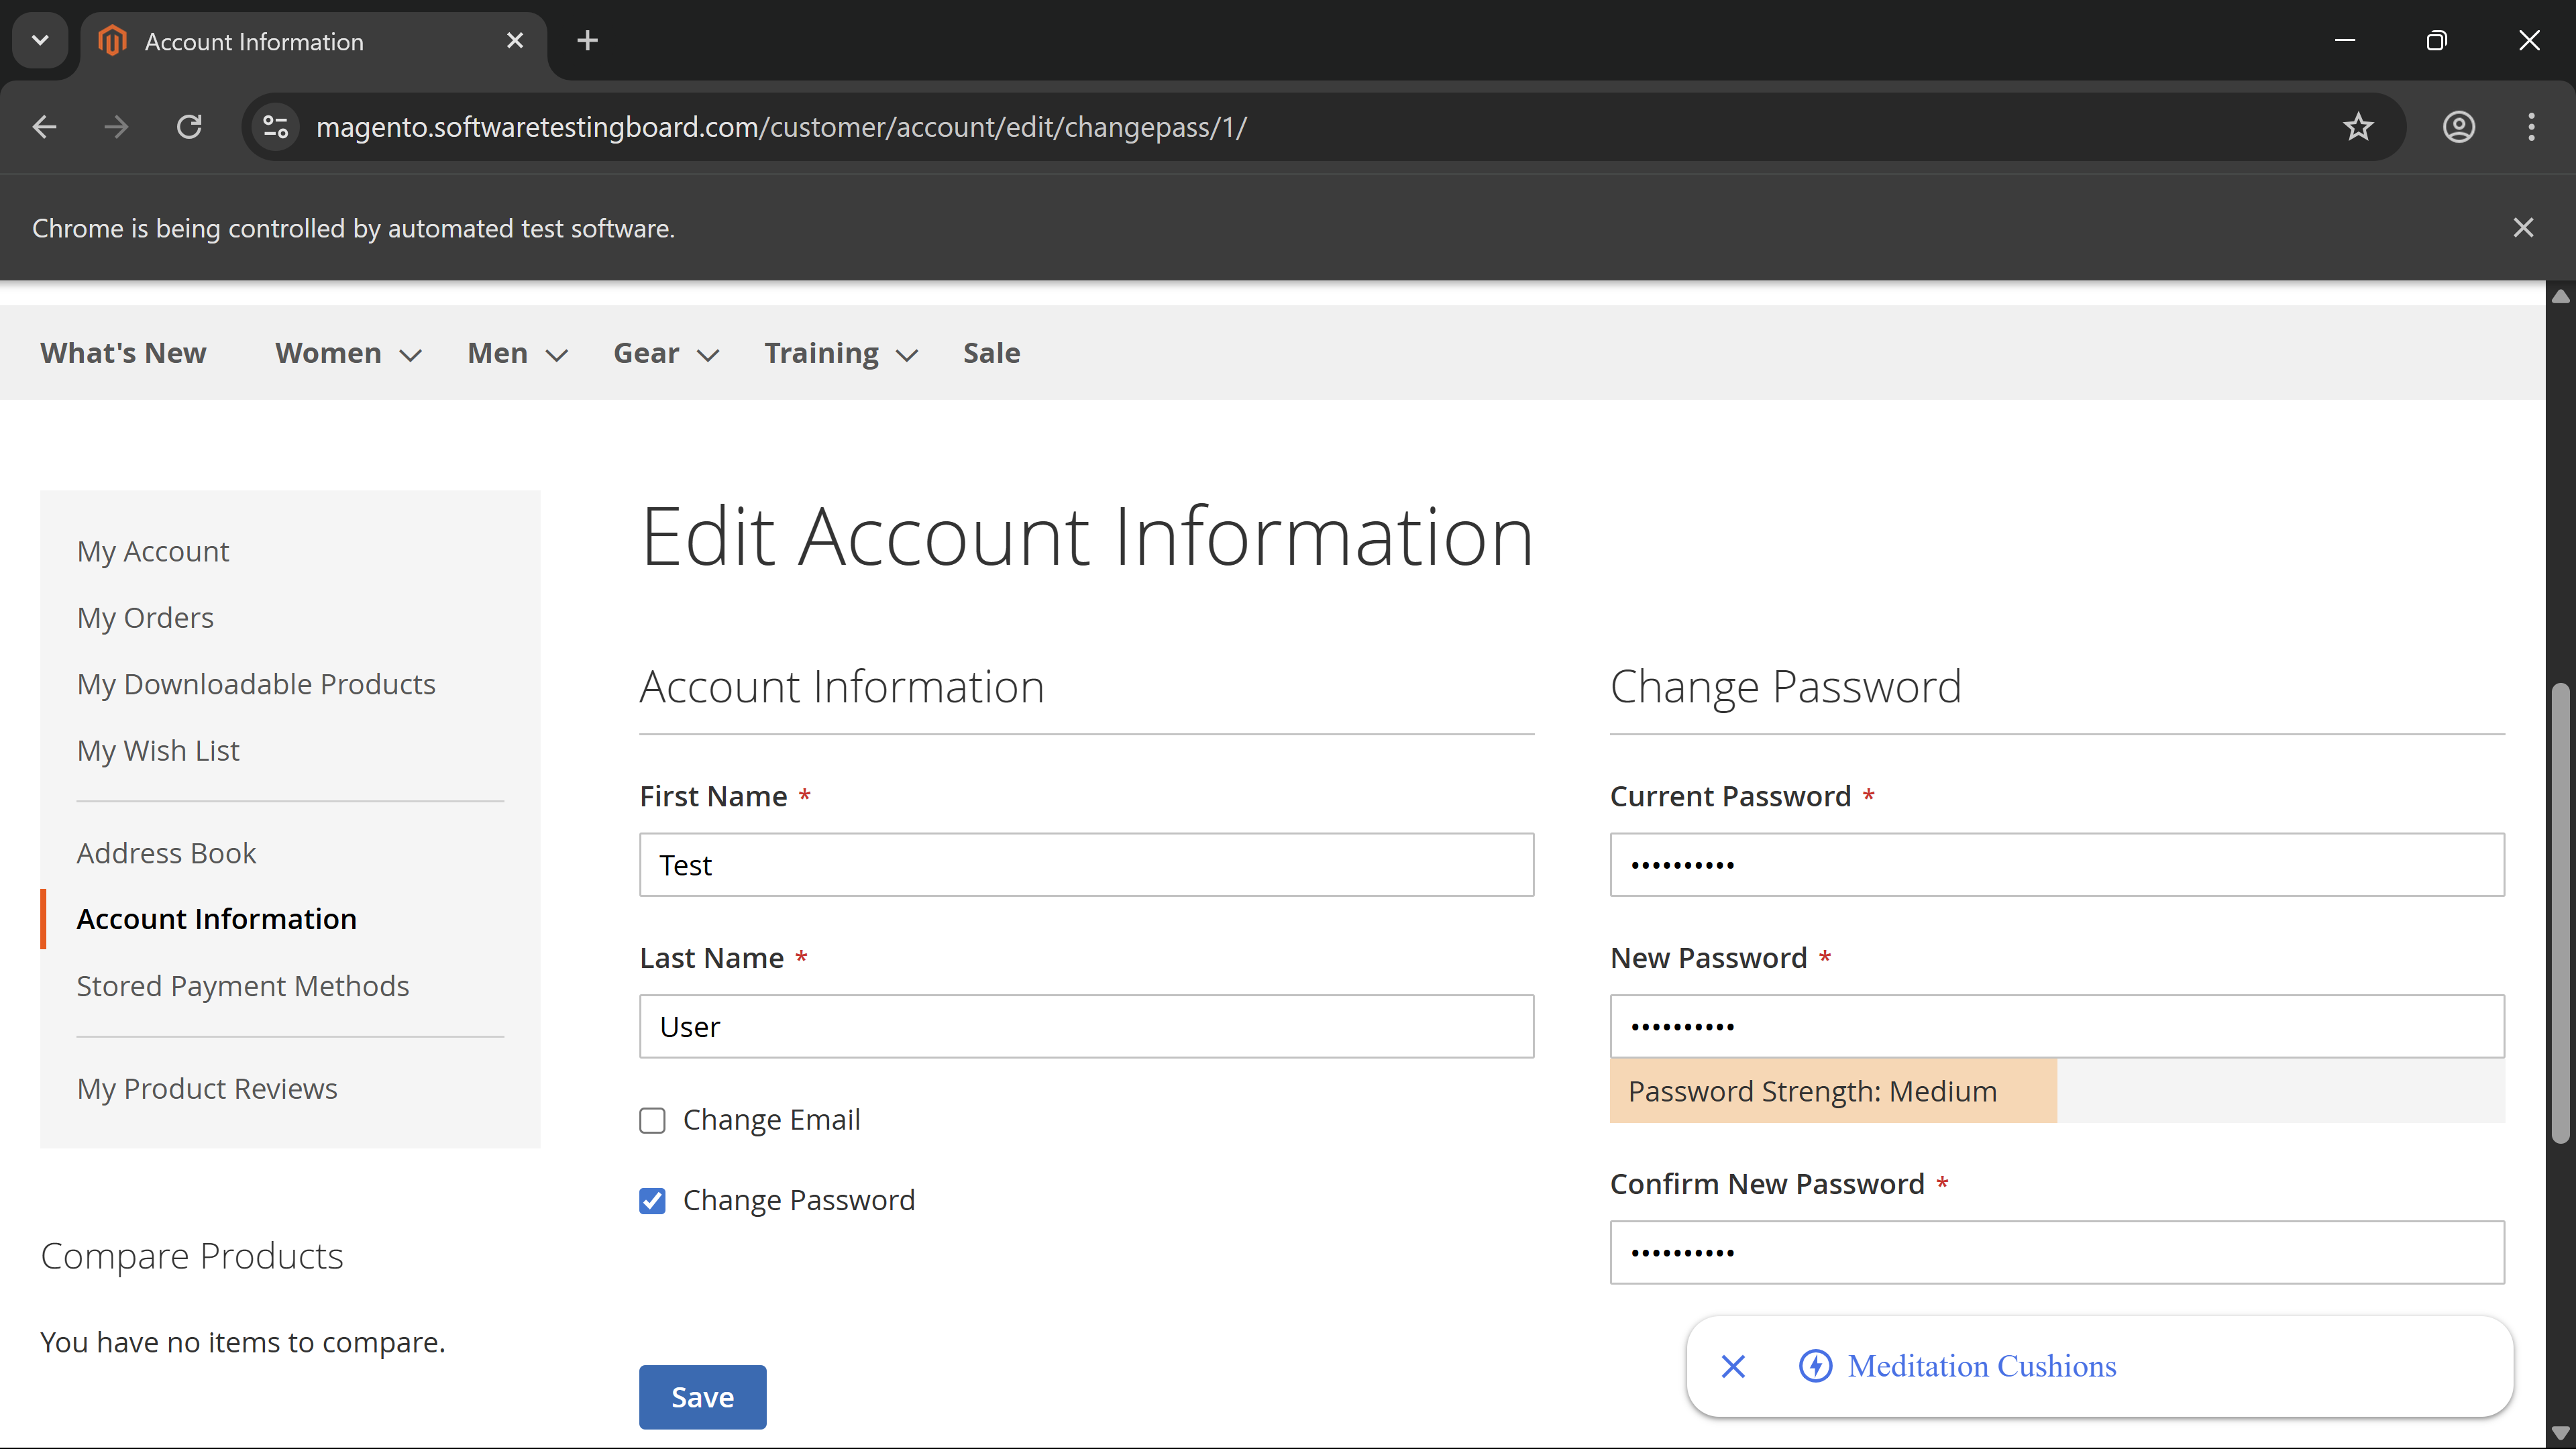 Account Information
magento.softwaretestingboard.com/customer/account/edit/changepass/1/
Chrome is being controlled by automated test software.
What's New Women Men Gear Training Sale
My Account
My Orders
My Downloadable Products
My Wish List
Address Book
Account Information
Stored Payment Methods
My Product Reviews
Compare Products
You have no items to compare.
Edit Account Information
Account Information
First Name *
Test
Last Name *
User
Change Email
Change Password
Save
Change Password
Current Password *
••••••••••
New Password *
••••••••••
Password Strength: Medium
Confirm New Password *
••••••••••
Meditation Cushions